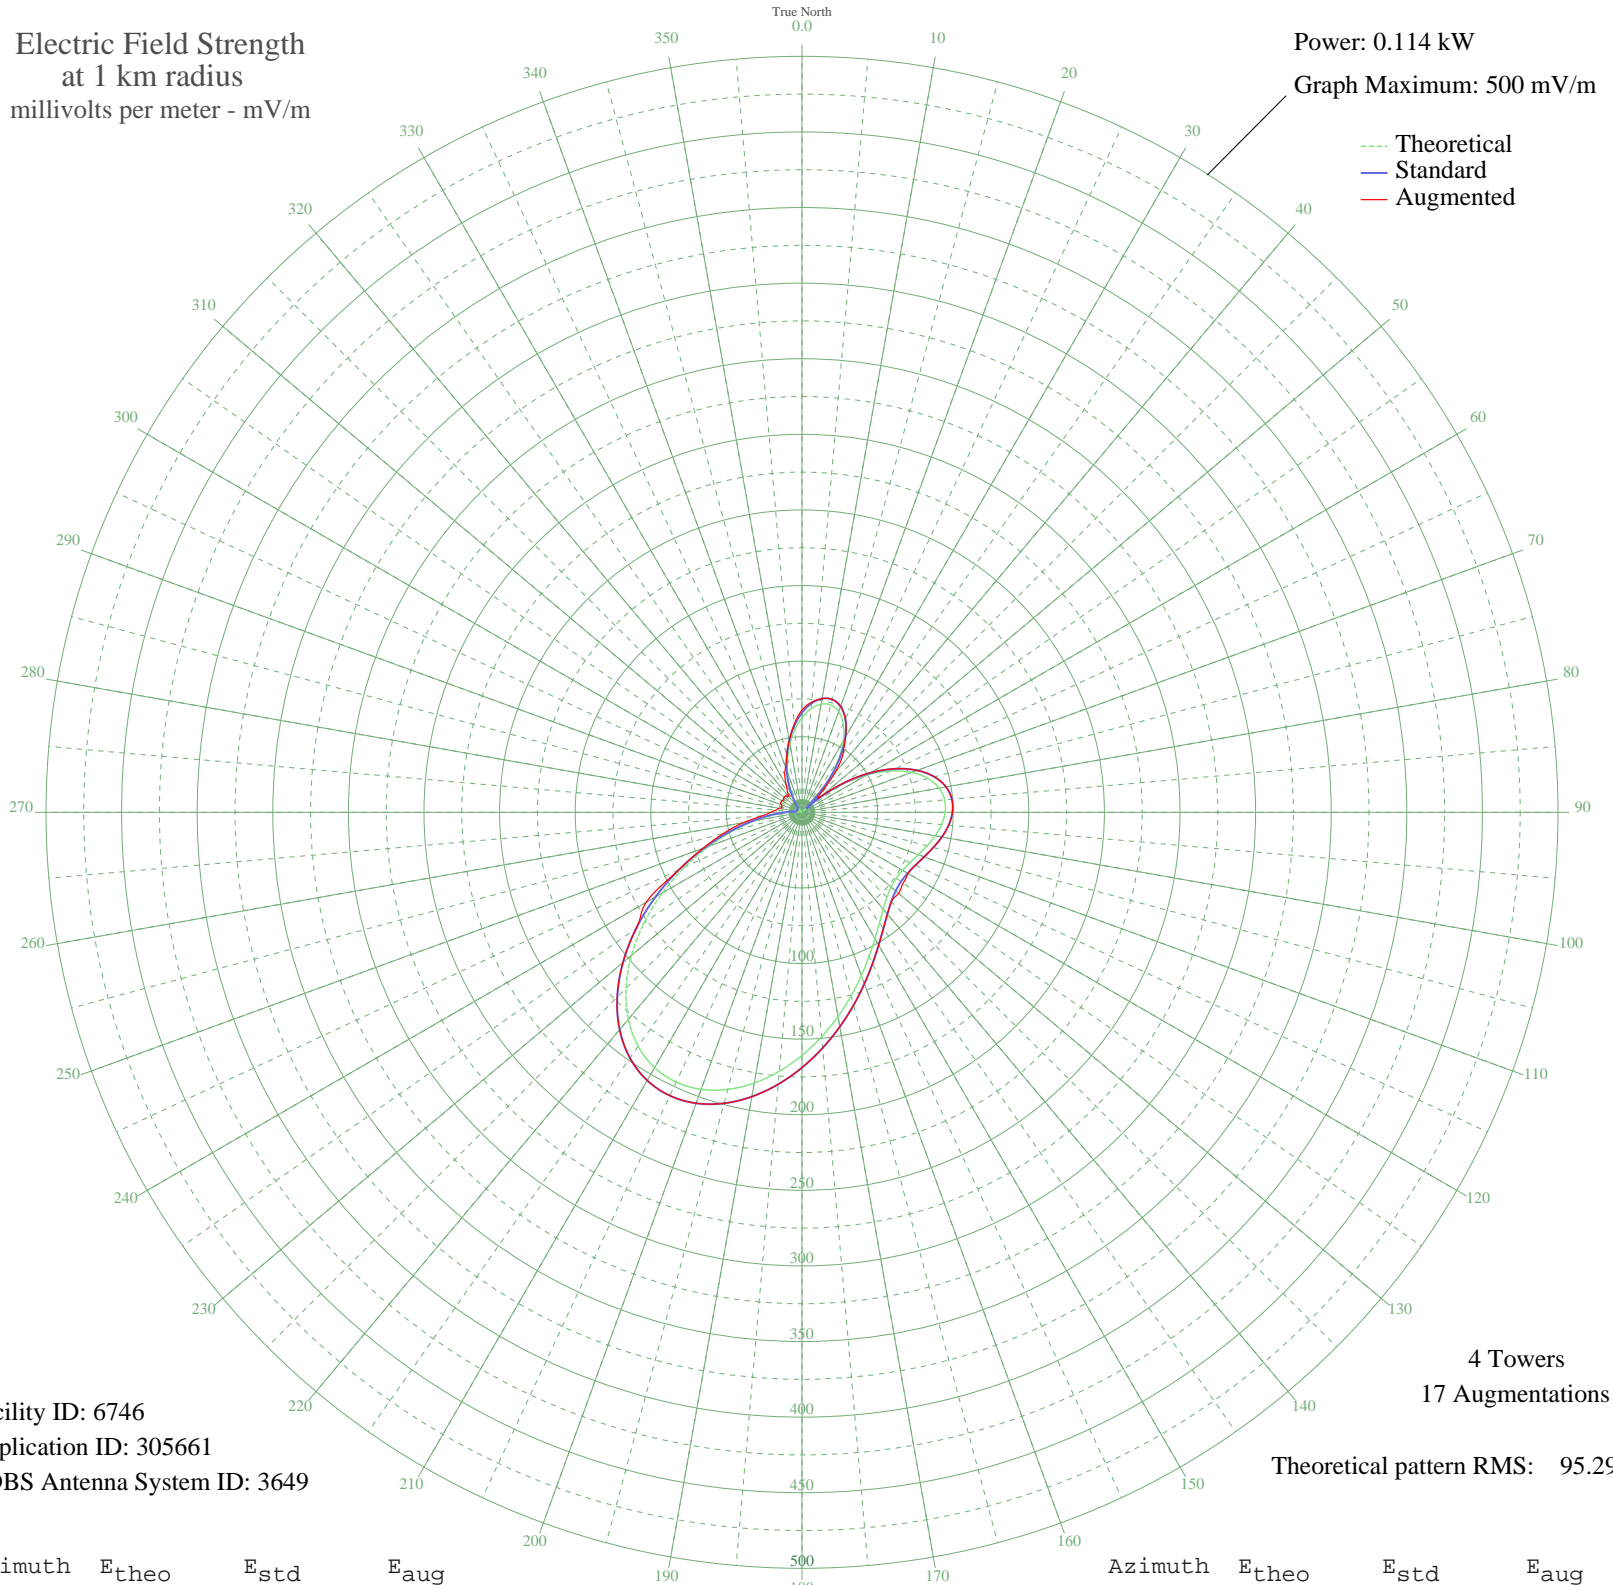 True North
0.0
Electric Field Strength
at 1 km radius
millivolts per meter - mV/m
Power: 0.114 kW
Graph Maximum: 500 mV/m
Theoretical
Standard
Augmented
10
20
30
40
50
60
70
80
90
100
110
120
130
140
150
160
170
190
200
210
220
230
240
250
260
270
280
290
300
310
320
330
340
350
100
150
200
250
300
350
400
450
500
4 Towers
17 Augmentations
Theoretical pattern RMS: 95.29
cility ID: 6746
plication ID: 305661
DBS Antenna System ID: 3649
imuth Etheo Estd Eaug
Azimuth Etheo Estd Eaug